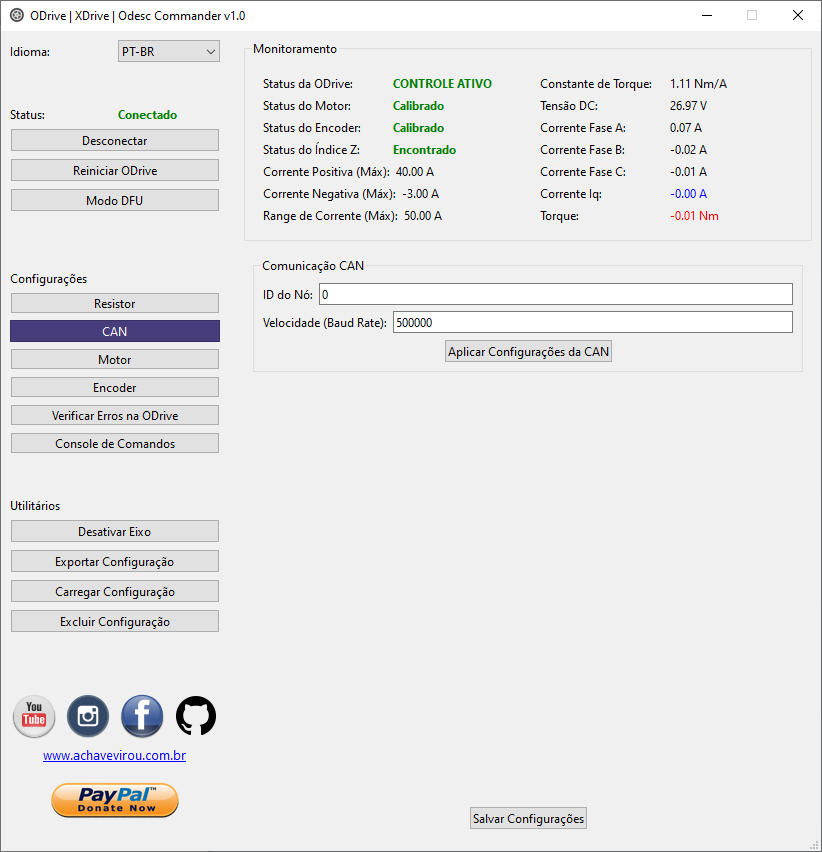 ODrive | XDrive | Odesc Commander v1.0
Idioma: PT-BR
Status: Conectado
Desconectar
Reiniciar ODrive
Modo DFU
Configurações
Resistor
CAN
Motor
Encoder
Verificar Erros na ODrive
Console de Comandos
Utilitários
Desativar Eixo
Exportar Configuração
Carregar Configuração
Excluir Configuração
You
Tube
www.achavevirou.com.br
PayPal™
Donate Now
Monitoramento
Status da ODrive: CONTROLE ATIVO
Status do Motor: Calibrado
Status do Encoder: Calibrado
Status do Índice Z: Encontrado
Corrente Positiva (Máx): 40.00 A
Corrente Negativa (Máx): -3.00 A
Range de Corrente (Máx): 50.00 A
Constante de Torque: 1.11 Nm/A
Tensão DC: 26.97 V
Corrente Fase A: 0.07 A
Corrente Fase B: -0.02 A
Corrente Fase C: -0.01 A
Corrente Iq: -0.00 A
Torque: -0.01 Nm
Comunicação CAN
ID do Nó: 0
Velocidade (Baud Rate): 500000
Aplicar Configurações da CAN
Salvar Configurações